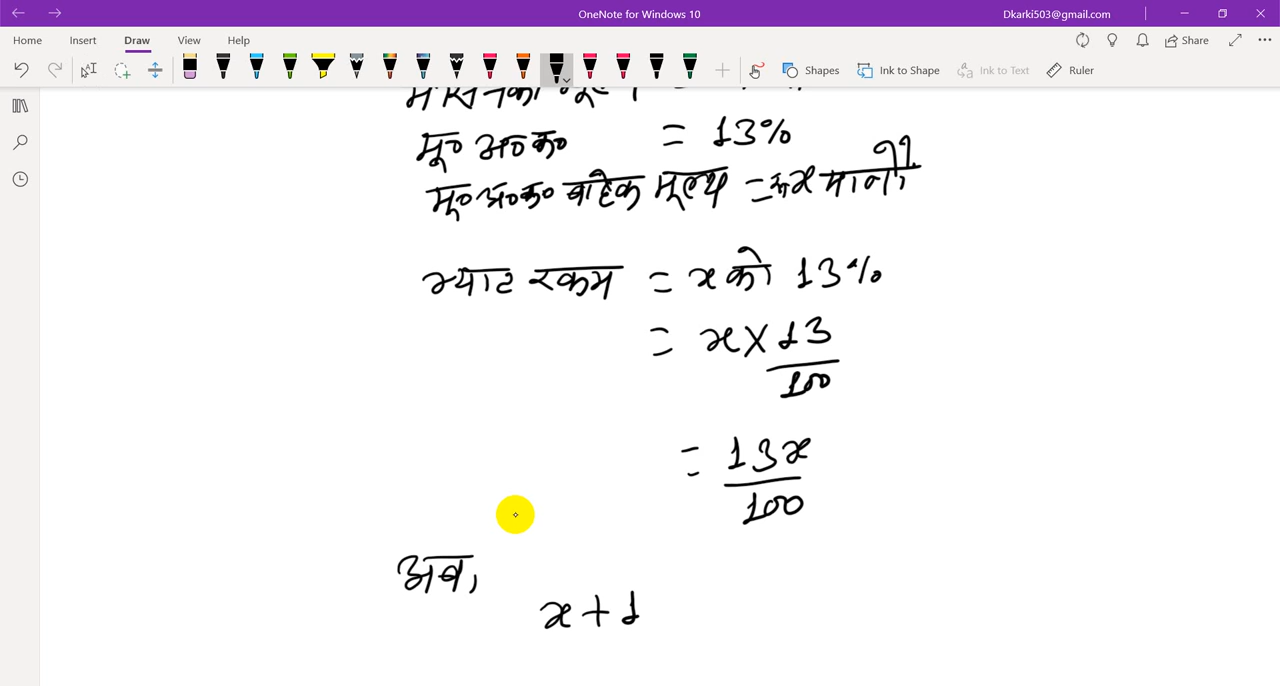 OneNote for Windows 10
Dkarki503@gmail.com
Home Insert Draw View Help
Share
Shapes Ink to Shape Ink to Text Ruler
मू० अ० क० = 13%
मू० अ० क० बाहेक मूल्य = रू x मानौं
भ्याट रकम = x को 13%
= x × 13
100
= 13x
100
अब,
x + 1